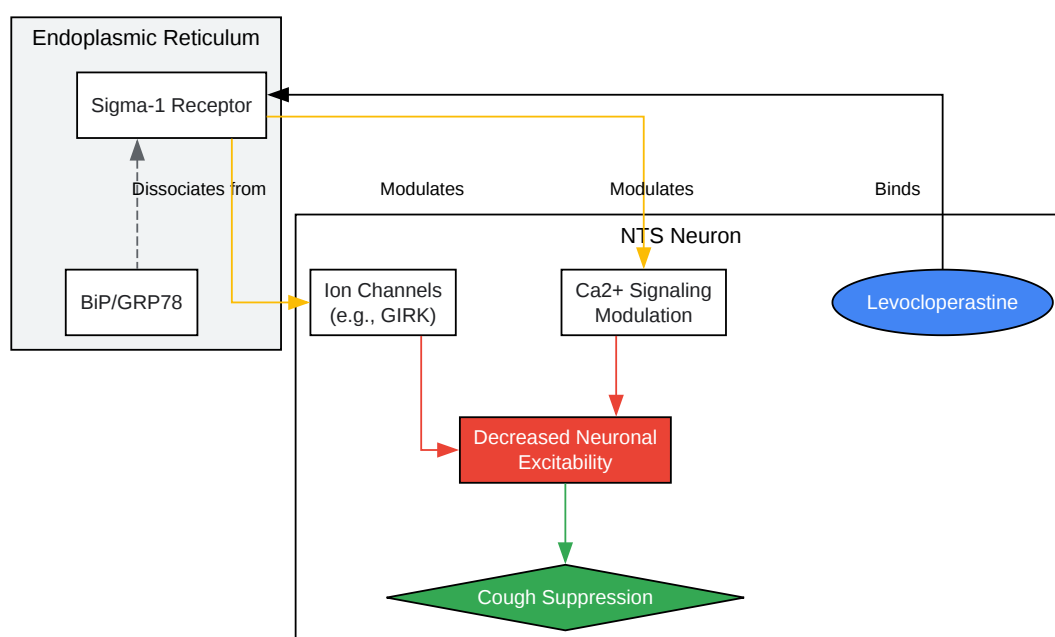 Endoplasmic Reticulum
Sigma-1 Receptor
Dissociates from
Modulates
Modulates
Binds
NTS Neuron
BiP/GRP78
Ion Channels
(e.g., GIRK)
Ca2+ Signaling
Modulation
Levocloperastine
Decreased Neuronal
Excitability
Cough Suppression